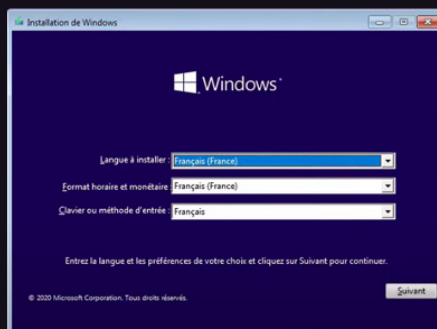 Installation de Windows
Windows
Langue à installer : Français (France)
Format horaire et monétaire : Français (France)
Clavier ou méthode d'entrée : Français
Entrez la langue et les préférences de votre choix et cliquez sur Suivant pour continuer.
© 2020 Microsoft Corporation. Tous droits réservés.
Suivant